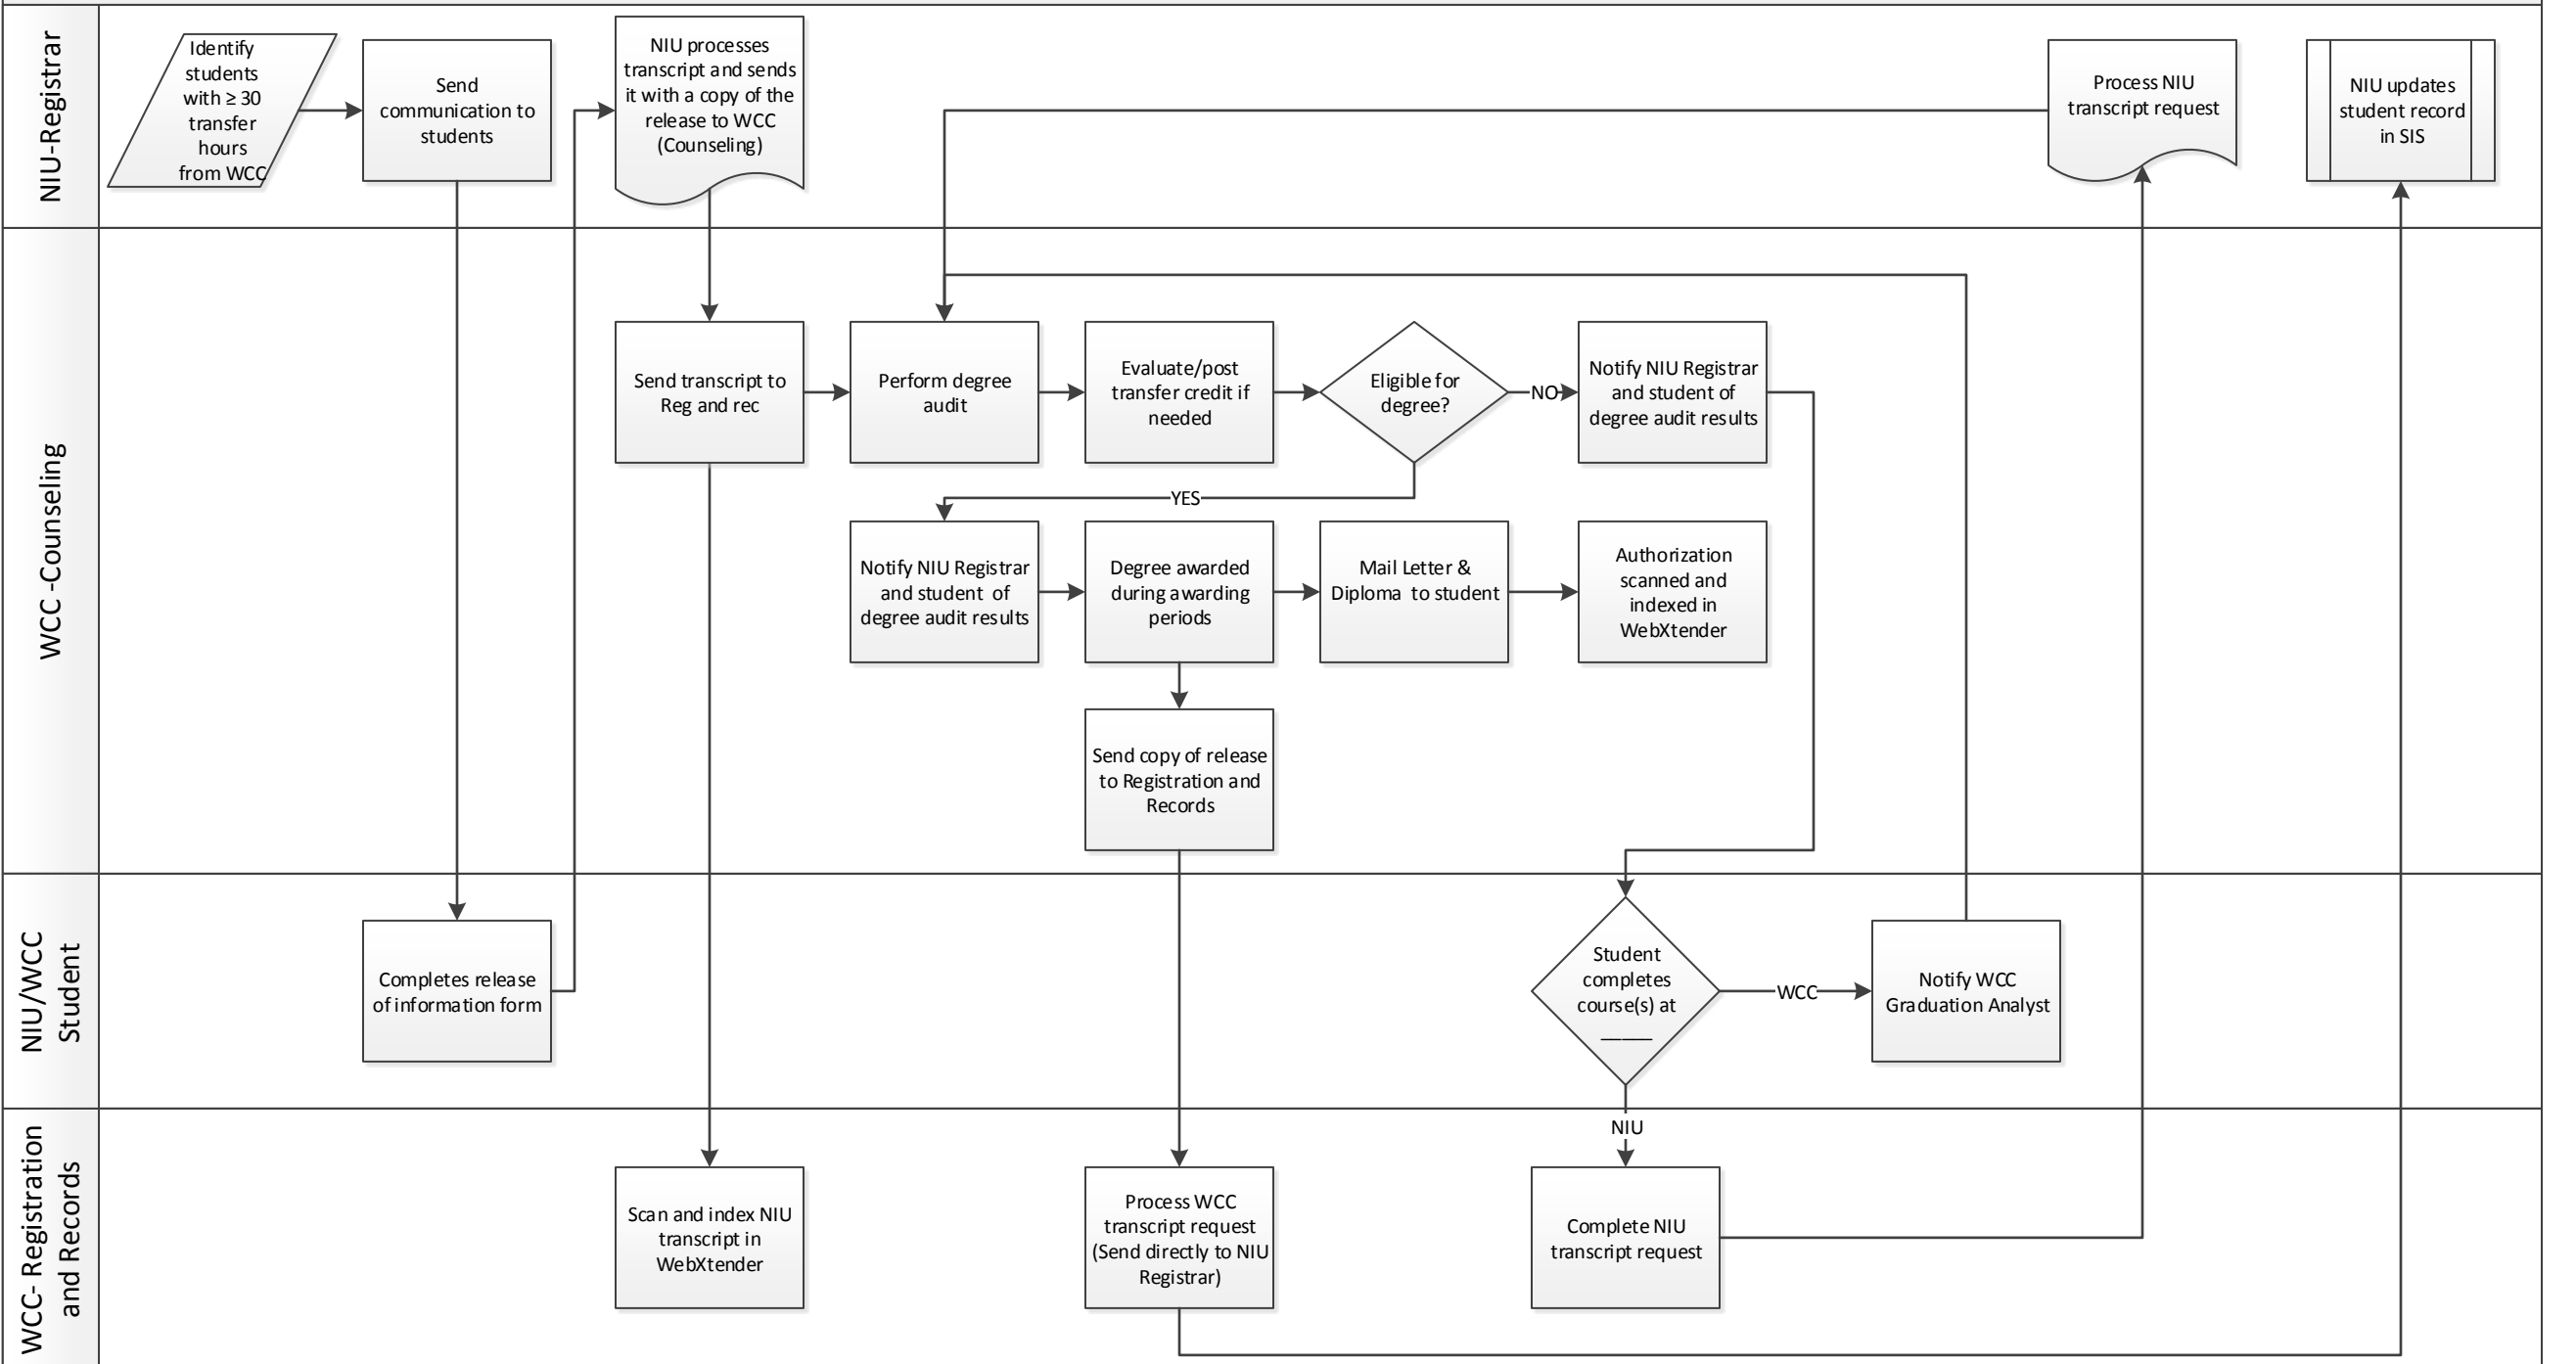 NIU-Registrar
Identify
students
with ≥ 30
transfer
hours
from WCC
Send
communication to
students
NIU processes
transcript and sends
it with a copy of the
release to WCC
(Counseling)
Process NIU
transcript request
NIU updates
student record
in SIS
WCC -Counseling
Send transcript to
Reg and rec
Perform degree
audit
Evaluate/post
transfer credit if
needed
Eligible for
degree?
NO
Notify NIU Registrar
and student of
degree audit results
YES
Notify NIU Registrar
and student of
degree audit results
Degree awarded
during awarding
periods
Mail Letter &
Diploma to student
Authorization
scanned and
indexed in
WebXtender
Send copy of release
to Registration and
Records
NIU/WCC
Student
Completes release
of information form
Student
completes
course(s) at
_____
WCC
Notify WCC
Graduation Analyst
WCC- Registration
and Records
NIU
Scan and index NIU
transcript in
WebXtender
Process WCC
transcript request
(Send directly to NIU
Registrar)
Complete NIU
transcript request